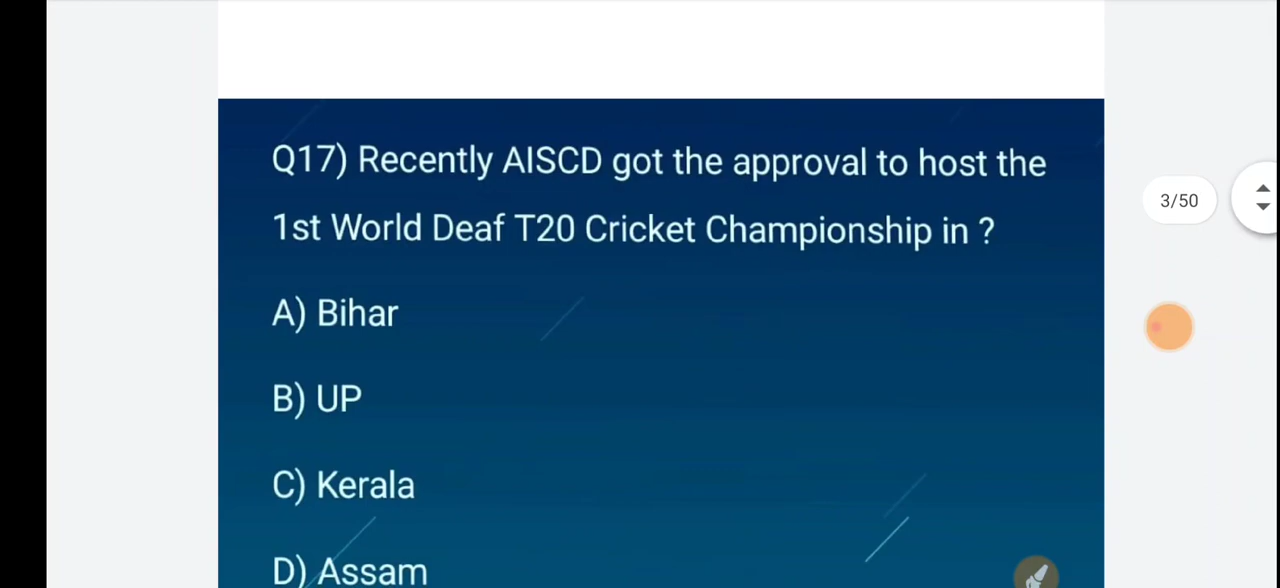 Q17) Recently AISCD got the approval to host the
1st World Deaf T20 Cricket Championship in ?
3/50
A) Bihar
B) UP
C) Kerala
D) Assam